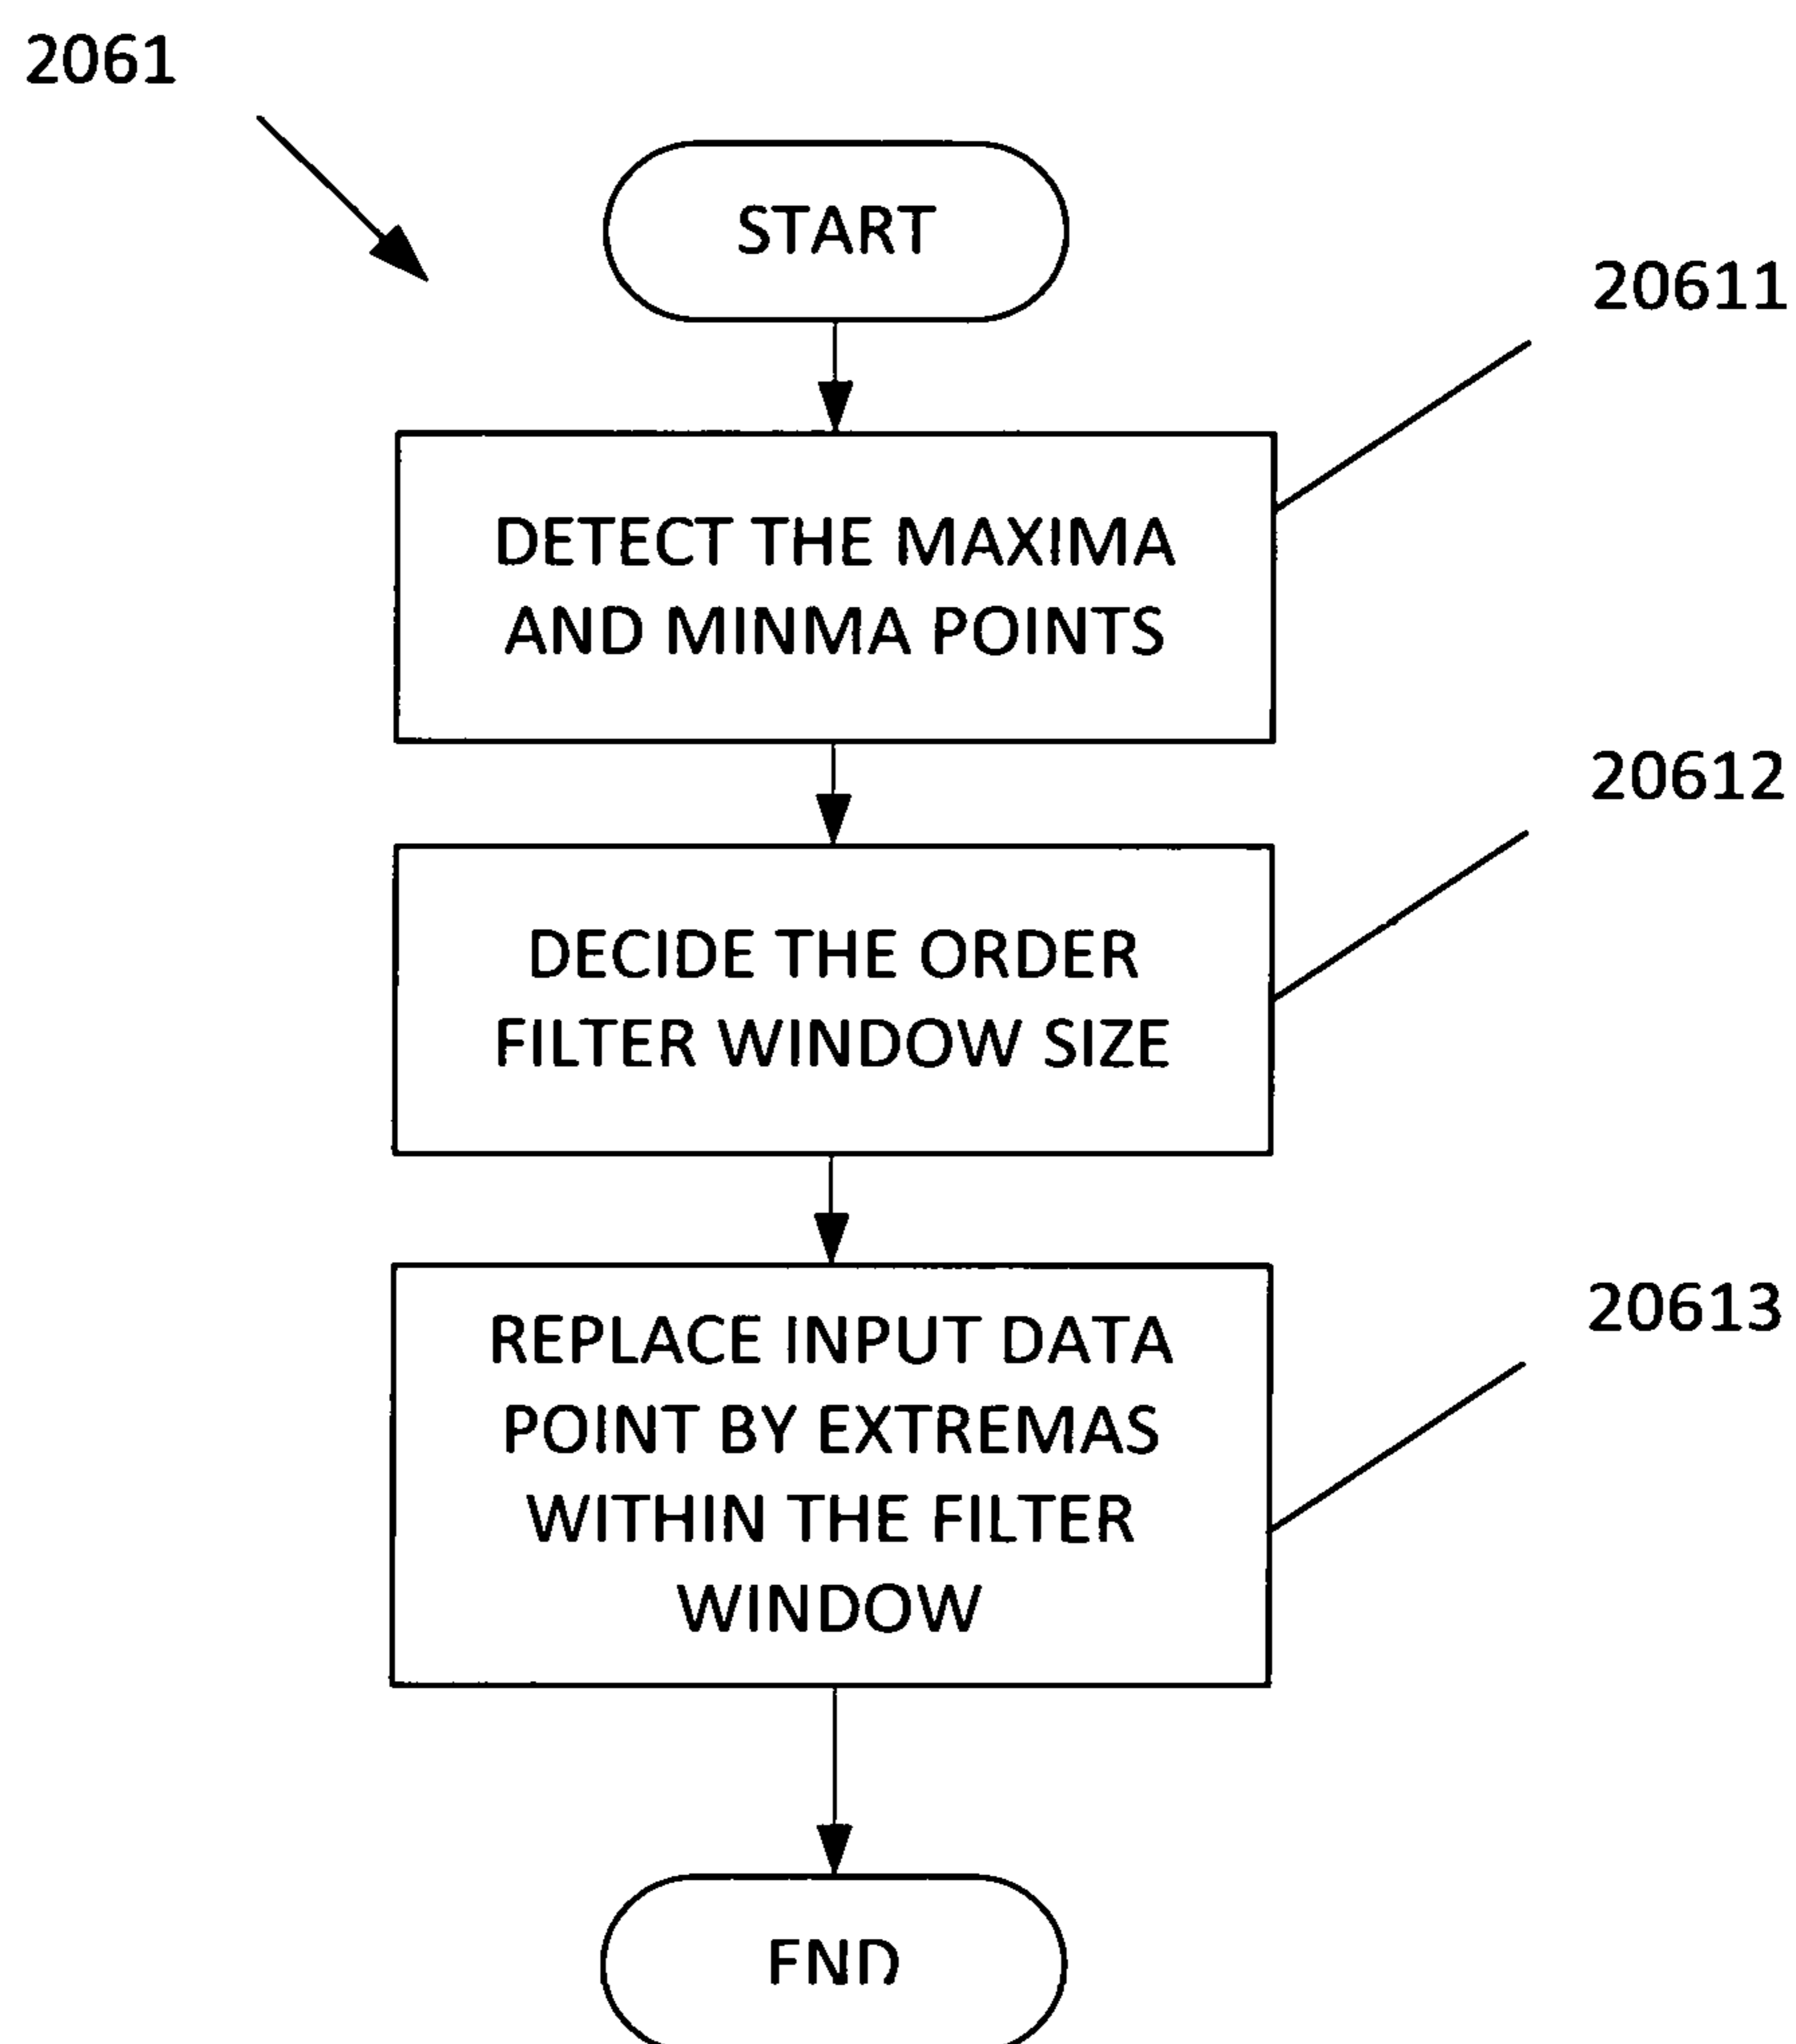 2061
START
20611
DETECT THE MAXIMA
AND MINMA POINTS
20612
DECIDE THE ORDER
FILTER WINDOW SIZE
20613
REPLACE INPUT DATA
POINT BY EXTREMAS
WITHIN THE FILTER
WINDOW
END